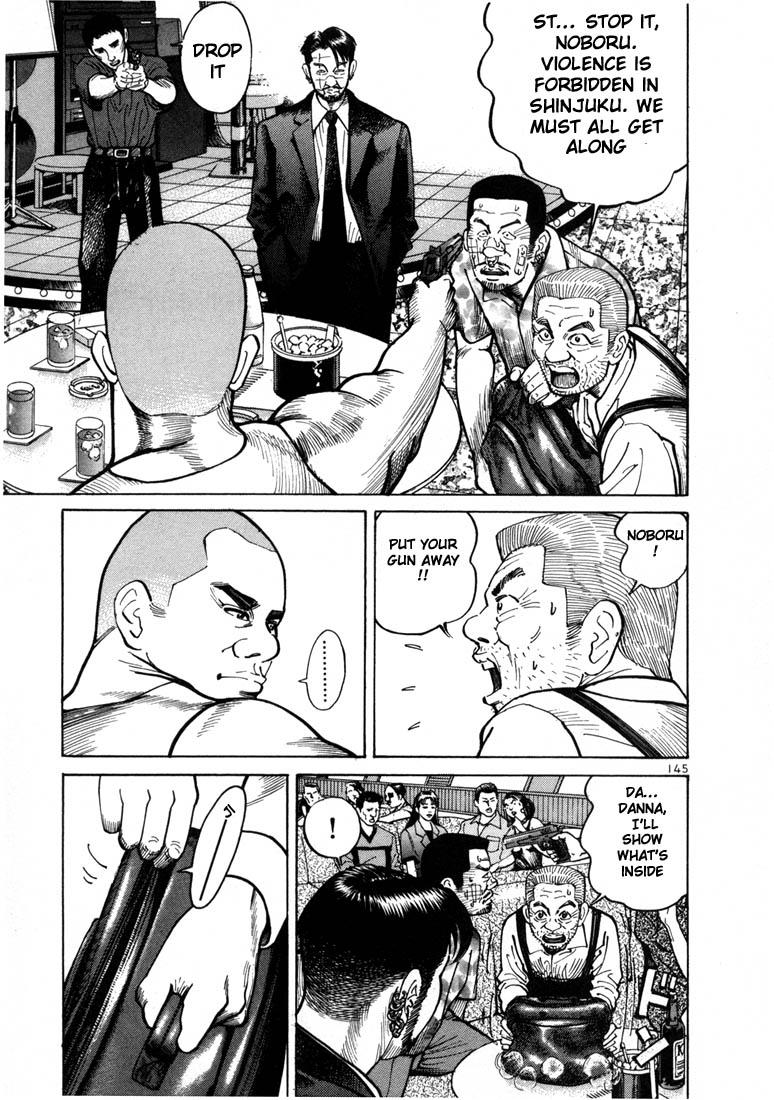 NOBORU
!
PUT YOUR
GUN AWAY
!!
ST... STOP IT,
NOBORU.
VIOLENCE IS
FORBIDDEN IN
SHINJUKU. WE
MUST ALL GET
ALONG
DROP
IT
.......
145
DA...
DANNA,
I'LL
SHOW
WHAT'S
INSIDE
!
ジ